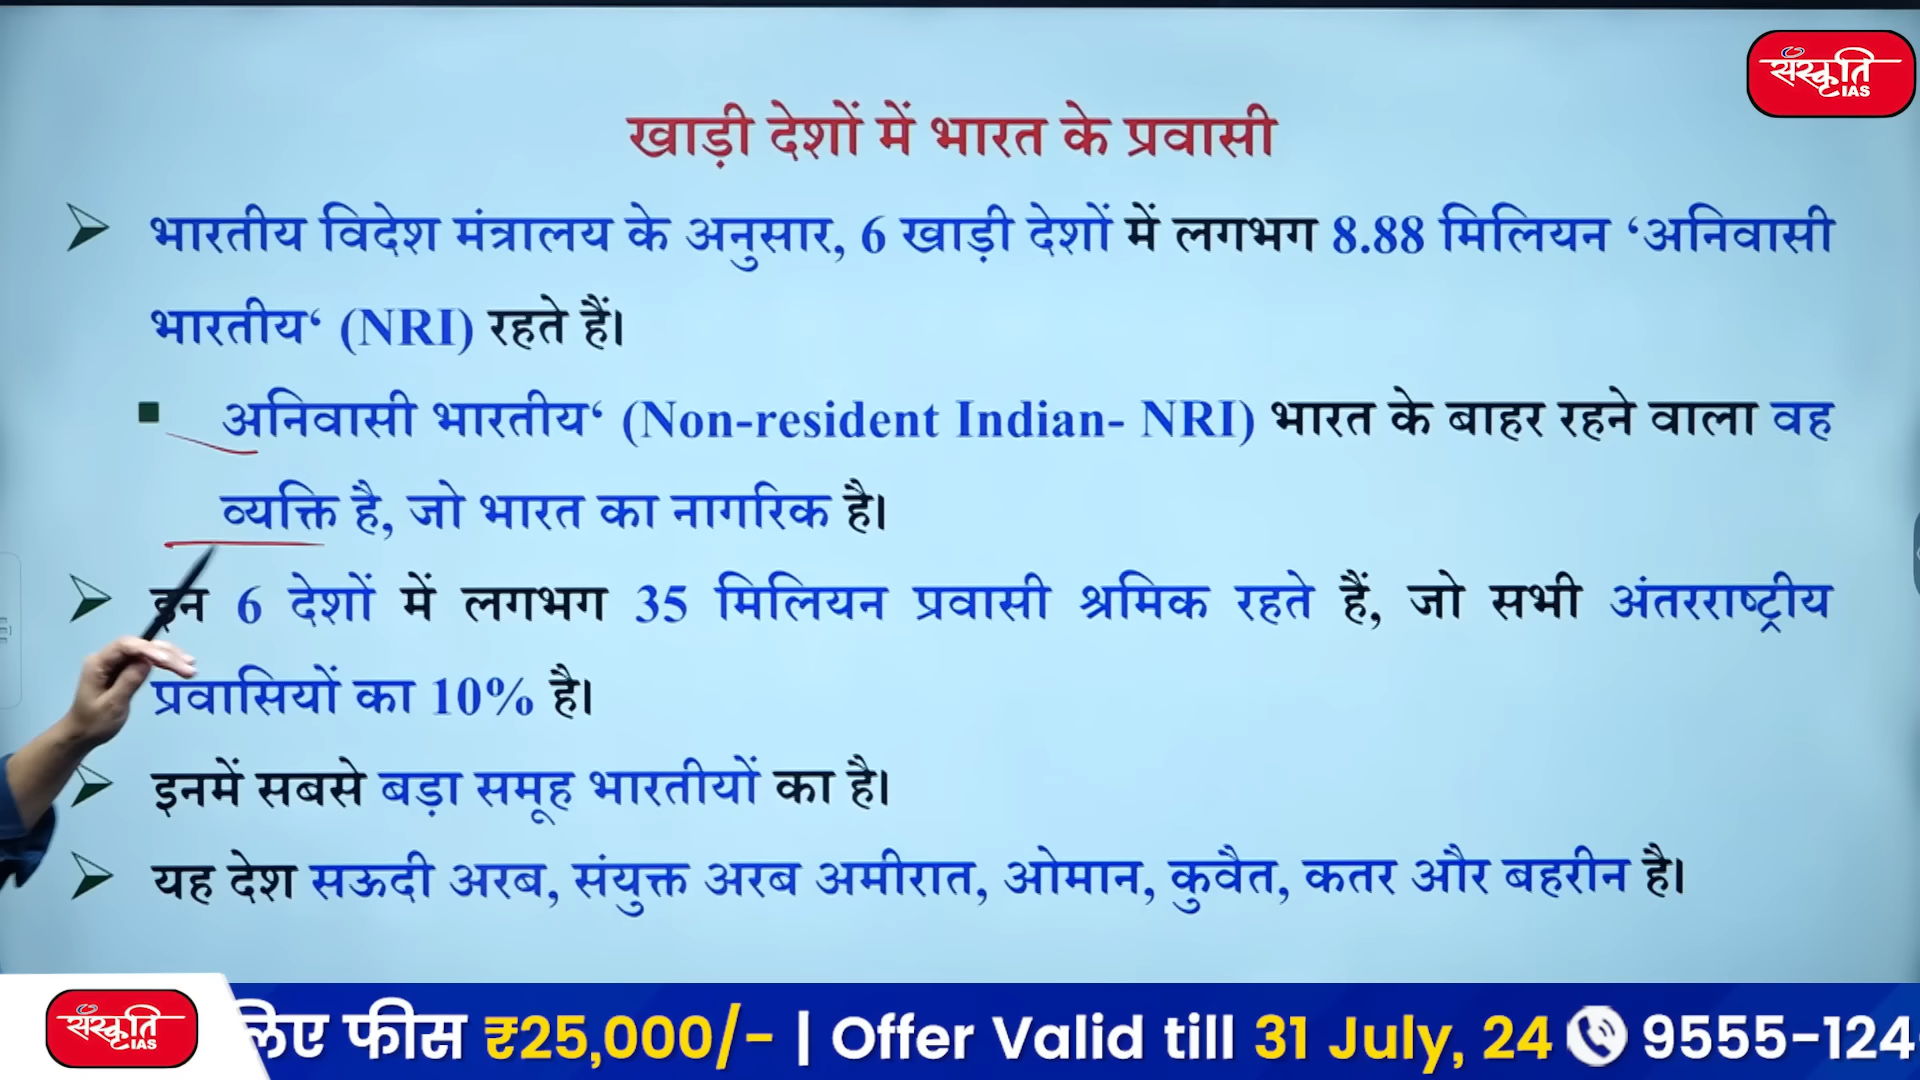 संस्कृति
IAS
खाड़ी देशों में भारत के प्रवासी
भारतीय विदेश मंत्रालय के अनुसार, 6 खाड़ी देशों में लगभग 8.88 मिलियन ‘अनिवासी
भारतीय‘ (NRI) रहते हैं।
अनिवासी भारतीय‘ (Non-resident Indian- NRI) भारत के बाहर रहने वाला वह
व्यक्ति है, जो भारत का नागरिक है।
इन 6 देशों में लगभग 35 मिलियन प्रवासी श्रमिक रहते हैं, जो सभी अंतरराष्ट्रीय
प्रवासियों का 10% है।
इनमें सबसे बड़ा समूह भारतीयों का है।
यह देश सऊदी अरब, संयुक्त अरब अमीरात, ओमान, कुवैत, कतर और बहरीन है।
संस्कृति
IAS
लिए फीस ₹25,000/- | Offer Valid till 31 July, 24 9555-124